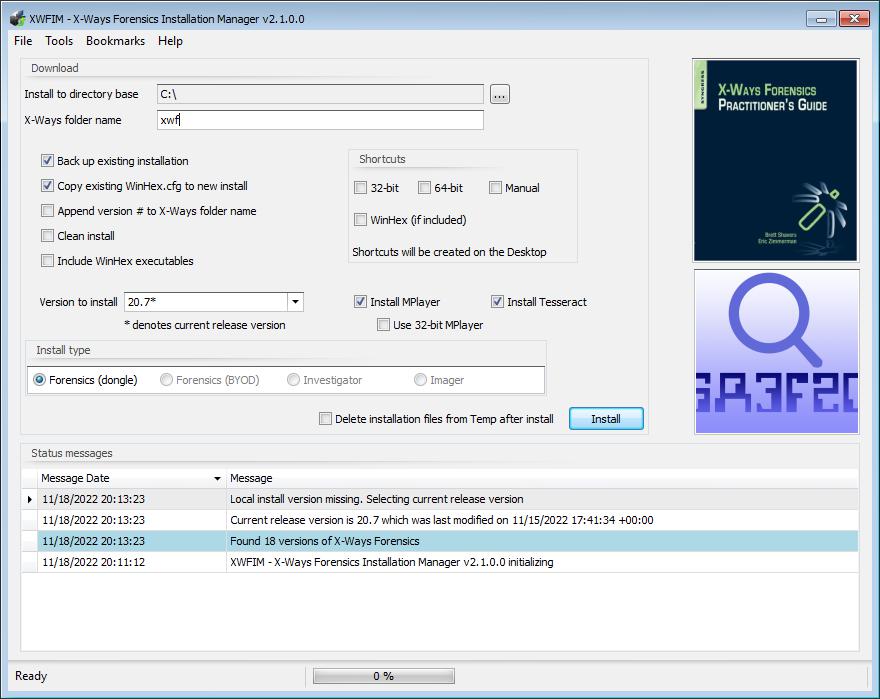 XWFIM - X-Ways Forensics Installation Manager v2.1.0.0
File Tools Bookmarks Help
Download
Install to directory base C:\ ...
X-Ways folder name xwf
Back up existing installation
Copy existing WinHex.cfg to new install
Append version # to X-Ways folder name
Clean install
Include WinHex executables
Shortcuts
32-bit 64-bit Manual
WinHex (if included)
Shortcuts will be created on the Desktop
Version to install 20.7*
* denotes current release version
Install MPlayer Install Tesseract
Use 32-bit MPlayer
Install type
Forensics (dongle) Forensics (BYOD) Investigator Imager
Delete installation files from Temp after install Install
SYNGRESS
X-WAYS FORENSICS
PRACTITIONER'S GUIDE
Brett Shavers
Eric Zimmerman
Status messages
Message Date Message
11/18/2022 20:13:23 Local install version missing. Selecting current release version
11/18/2022 20:13:23 Current release version is 20.7 which was last modified on 11/15/2022 17:41:34 +00:00
11/18/2022 20:13:23 Found 18 versions of X-Ways Forensics
11/18/2022 20:11:12 XWFIM - X-Ways Forensics Installation Manager v2.1.0.0 initializing
Ready 0 %